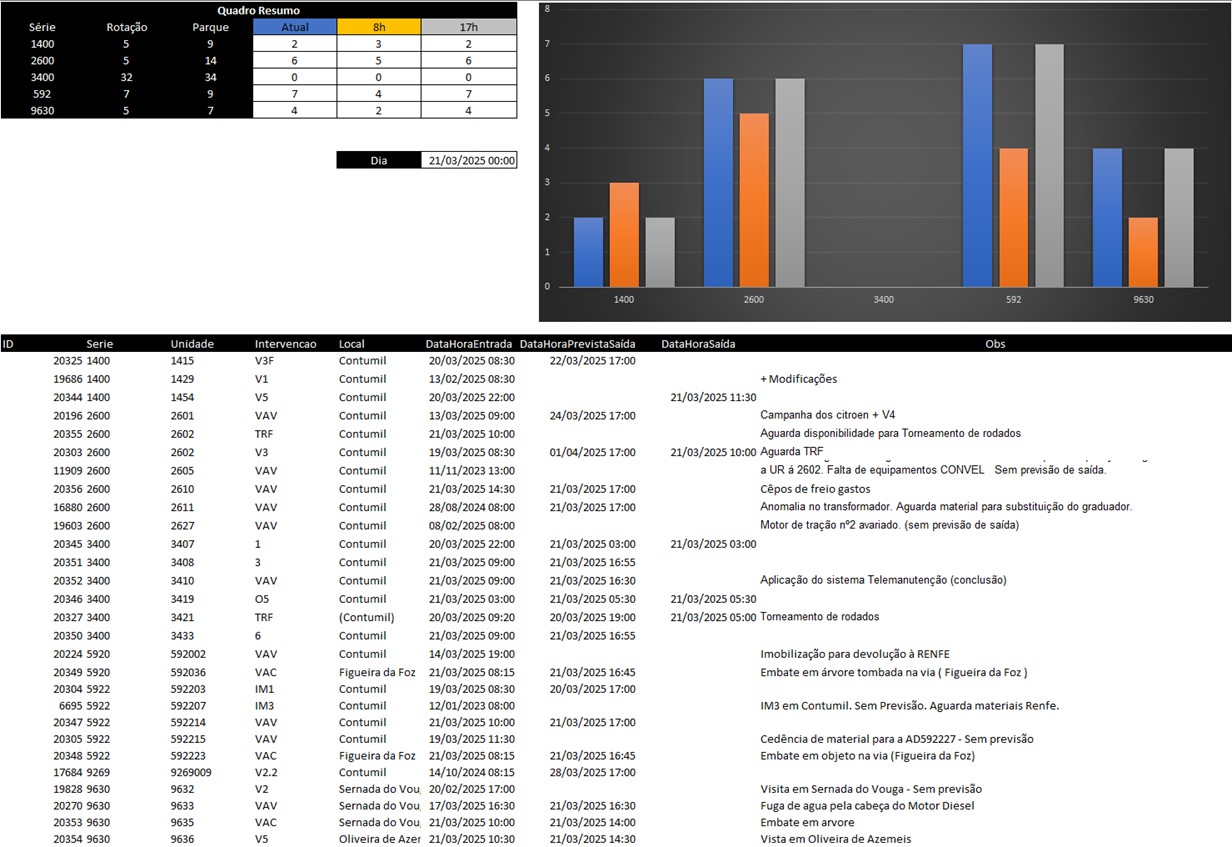 Quadro Resumo
Série Rotação Parque Atual 8h 17h
1400 5 9 2 3 2
2600 5 14 6 5 6
3400 32 34 0 0 0
592 7 9 7 4 7
9630 5 7 4 2 4
Dia 21/03/2025 00:00
8
7
6
5
4
3
2
1
0
1400 2600 3400 592 9630
ID Serie Unidade Intervencao Local DataHoraEntrada DataHoraPrevistaSaída DataHoraSaída Obs
20325 1400 1415 V3F Contumil 20/03/2025 08:30 22/03/2025 17:00
19686 1400 1429 V1 Contumil 13/02/2025 08:30 + Modificações
20344 1400 1454 V5 Contumil 20/03/2025 22:00 21/03/2025 11:30
20196 2600 2601 VAV Contumil 13/03/2025 09:00 24/03/2025 17:00 Campanha dos citroen + V4
20355 2600 2602 TRF Contumil 21/03/2025 10:00 Aguarda disponibilidade para Torneamento de rodados
20303 2600 2602 V3 Contumil 19/03/2025 08:30 01/04/2025 17:00 21/03/2025 10:00 Aguarda TRF
11909 2600 2605 VAV Contumil 11/11/2023 13:00 a UR á 2602. Falta de equipamentos CONVEL Sem previsão de saída.
20356 2600 2610 VAV Contumil 21/03/2025 14:30 21/03/2025 17:00 Cêpos de freio gastos
16880 2600 2611 VAV Contumil 28/08/2024 08:00 21/03/2025 17:00 Anomalia no transformador. Aguarda material para substituição do graduador.
19603 2600 2627 VAV Contumil 08/02/2025 08:00 Motor de tração nº2 avariado. (sem previsão de saída)
20345 3400 3407 1 Contumil 20/03/2025 22:00 21/03/2025 03:00 21/03/2025 03:00
20351 3400 3408 3 Contumil 21/03/2025 09:00 21/03/2025 16:55
20352 3400 3410 VAV Contumil 21/03/2025 09:00 21/03/2025 16:30 Aplicação do sistema Telemanutenção (conclusão)
20346 3400 3419 O5 Contumil 21/03/2025 03:00 21/03/2025 05:30 21/03/2025 05:30
20327 3400 3421 TRF (Contumil) 20/03/2025 09:20 20/03/2025 19:00 21/03/2025 05:00 Torneamento de rodados
20350 3400 3433 6 Contumil 21/03/2025 09:00 21/03/2025 16:55
20224 5920 592002 VAV Contumil 14/03/2025 19:00 Imobilização para devolução à RENFE
20349 5920 592036 VAC Figueira da Foz 21/03/2025 08:15 21/03/2025 16:45 Embate em árvore tombada na via ( Figueira da Foz )
20304 5922 592203 IM1 Contumil 19/03/2025 08:30 20/03/2025 17:00
6695 5922 592207 IM3 Contumil 12/01/2023 08:00 IM3 em Contumil. Sem Previsão. Aguarda materiais Renfe.
20347 5922 592214 VAV Contumil 21/03/2025 10:00 21/03/2025 17:00
20305 5922 592215 VAV Contumil 19/03/2025 11:30 Cedência de material para a AD592227 - Sem previsão
20348 5922 592223 VAC Figueira da Foz 21/03/2025 08:15 21/03/2025 16:45 Embate em objeto na via (Figueira da Foz)
17684 9269 9269009 V2.2 Contumil 14/10/2024 08:15 28/03/2025 17:00
19828 9630 9632 V2 Sernada do Vou 20/02/2025 17:00 Visita em Sernada do Vouga - Sem previsão
20270 9630 9633 VAV Sernada do Vou 17/03/2025 16:30 21/03/2025 16:30 Fuga de agua pela cabeça do Motor Diesel
20353 9630 9635 VAC Sernada do Vou 21/03/2025 10:00 21/03/2025 14:00 Embate em arvore
20354 9630 9636 V5 Oliveira de Azer 21/03/2025 10:30 21/03/2025 14:30 Vista em Oliveira de Azemeis